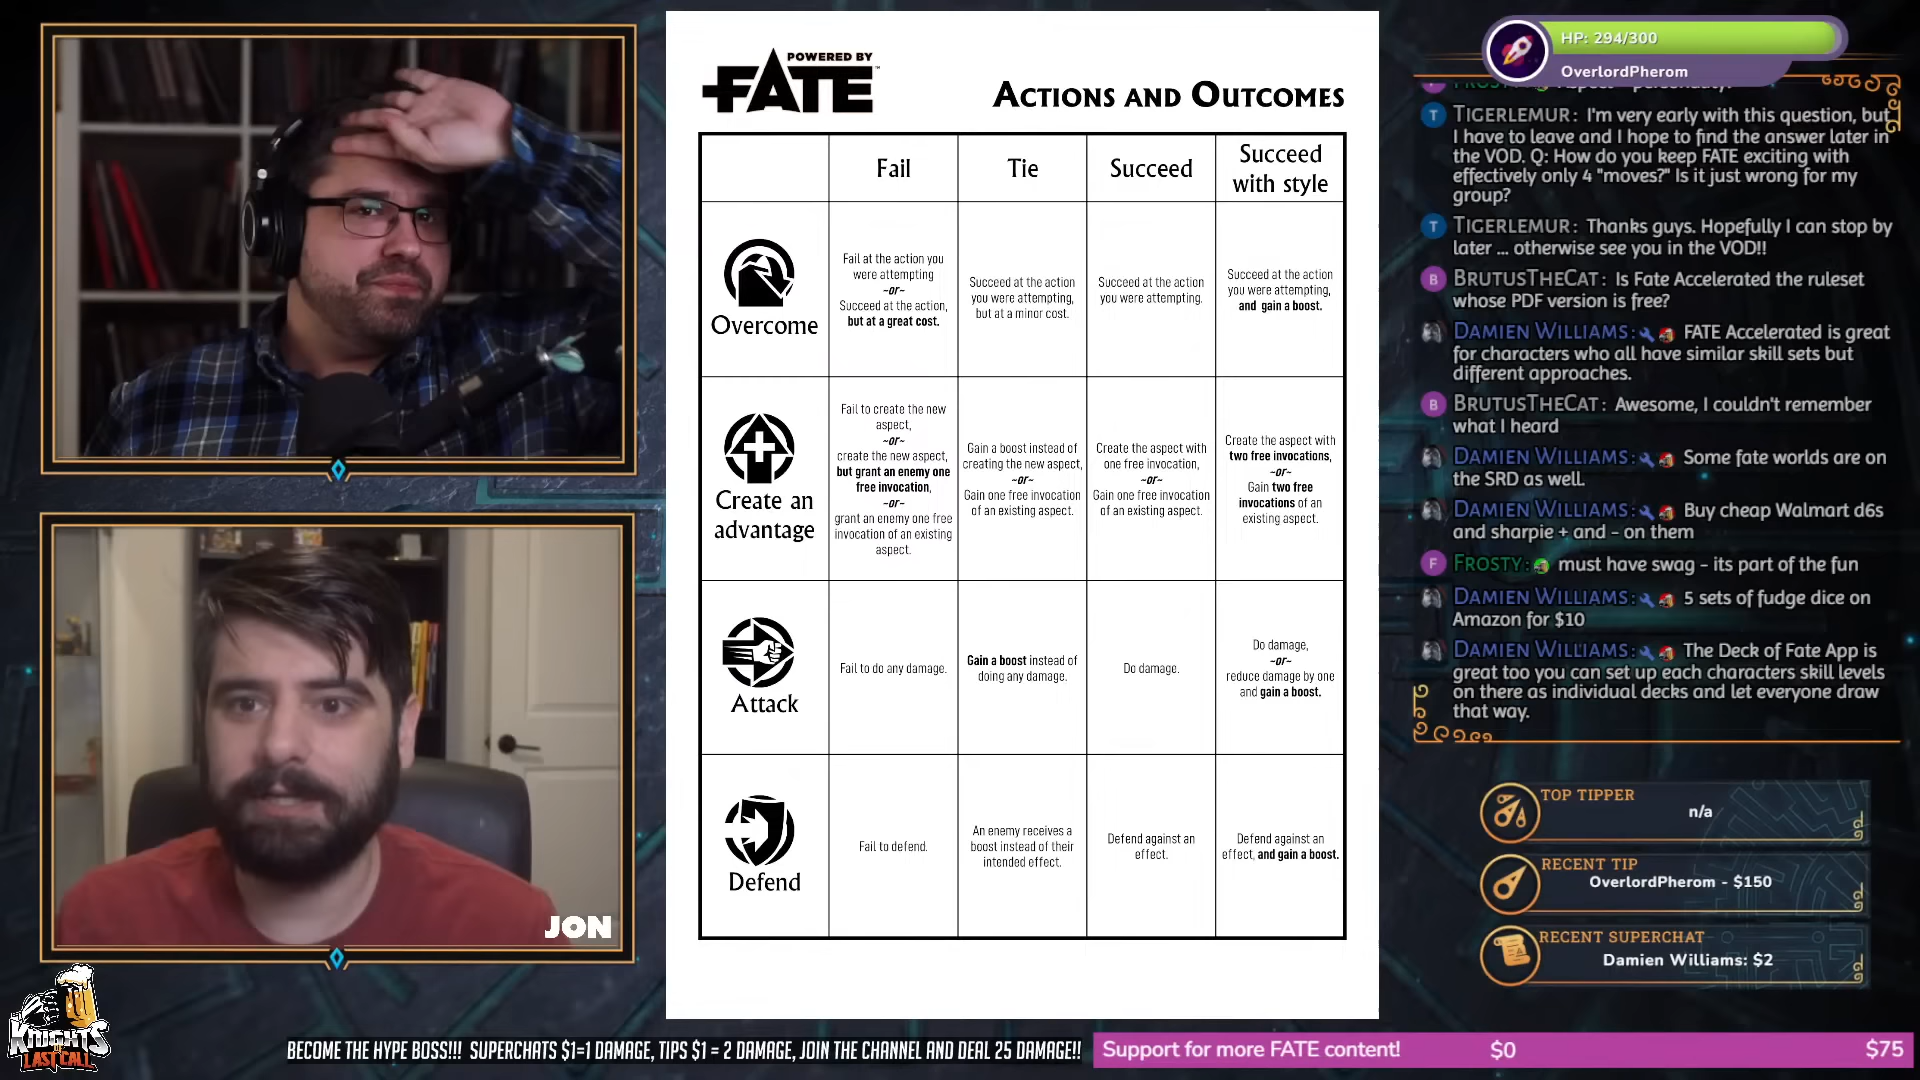 JON
KNIGHTS
OF
LAST CALL
POWERED BY
FATE™
ACTIONS AND OUTCOMES
Fail
Tie
Succeed
Succeed
with style
Overcome
Fail at the action you
were attempting
~or~
Succeed at the action,
but at a great cost.
Succeed at the action
you were attempting,
but at a minor cost.
Succeed at the action
you were attempting.
Succeed at the action
you were attempting,
and gain a boost.
Create an
advantage
Fail to create the new
aspect,
~or~
create the new aspect,
but grant an enemy one
free invocation,
~or~
grant an enemy one free
invocation of an existing
aspect.
Gain a boost instead of
creating the new aspect,
~or~
Gain one free invocation
of an existing aspect.
Create the aspect with
one free invocation,
~or~
Gain one free invocation
of an existing aspect.
Create the aspect with
two free invocations,
~or~
Gain two free
invocations of an
existing aspect.
Attack
Fail to do any damage.
Gain a boost instead of
doing any damage.
Do damage.
Do damage,
~or~
reduce damage by one
and gain a boost.
Defend
Fail to defend.
An enemy receives a
boost instead of their
intended effect.
Defend against an
effect.
Defend against an
effect, and gain a boost.
HP: 294/300
OverlordPherom
T TIGERLEMUR: I'm very early with this question, but
I have to leave and I hope to find the answer later in
the VOD. Q: How do you keep FATE exciting with
effectively only 4 "moves?" Is it just wrong for my
group?
T TIGERLEMUR: Thanks guys. Hopefully I can stop by
later ... otherwise see you in the VOD!!
B BRUTUSTHECAT: Is Fate Accelerated the ruleset
whose PDF version is free?
DAMIEN WILLIAMS: FATE Accelerated is great
for characters who all have similar skill sets but
different approaches.
B BRUTUSTHECAT: Awesome, I couldn't remember
what I heard
DAMIEN WILLIAMS: Some fate worlds are on
the SRD as well.
DAMIEN WILLIAMS: Buy cheap Walmart d6s
and sharpie + and - on them
F FROSTY: must have swag - its part of the fun
DAMIEN WILLIAMS: 5 sets of fudge dice on
Amazon for $10
DAMIEN WILLIAMS: The Deck of Fate App is
great too you can set up each characters skill levels
on there as individual decks and let everyone draw
that way.
TOP TIPPER
n/a
RECENT TIP
OverlordPherom - $150
RECENT SUPERCHAT
Damien Williams: $2
BECOME THE HYPE BOSS!!! SUPERCHATS $1=1 DAMAGE, TIPS $1 = 2 DAMAGE, JOIN THE CHANNEL AND DEAL 25 DAMAGE!!
Support for more FATE content! $0 $75